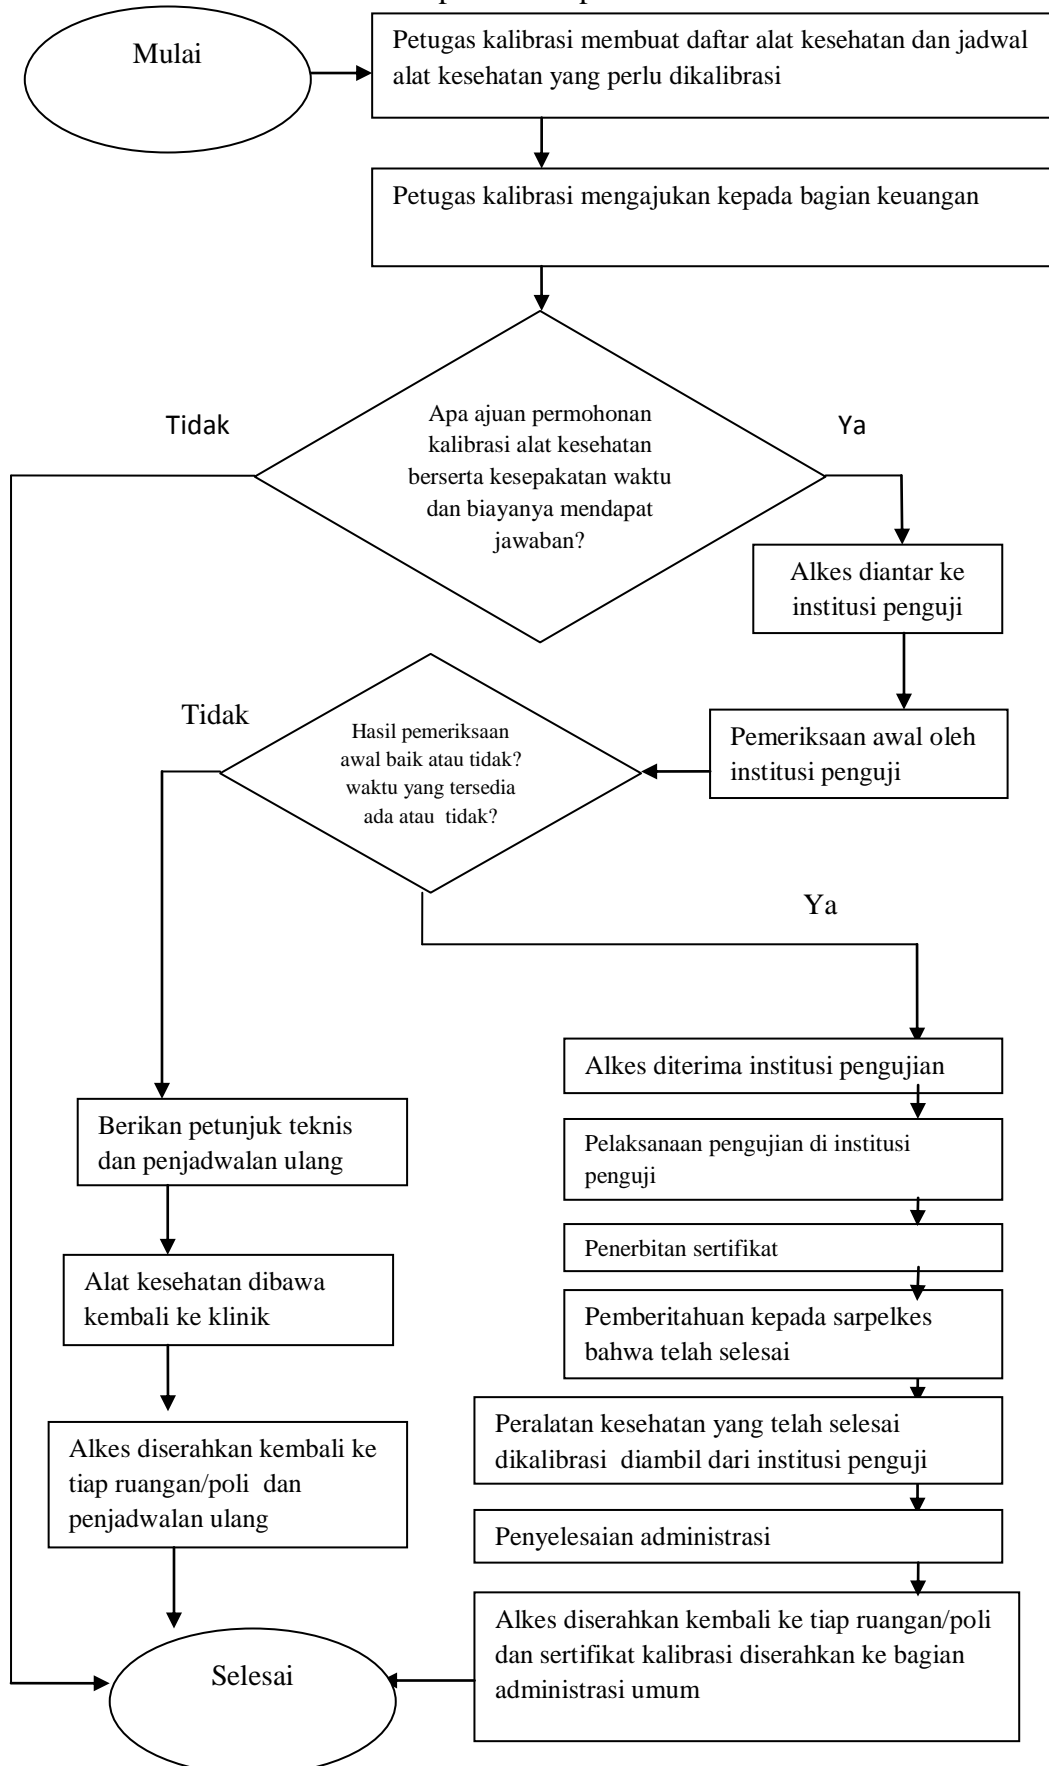 Mulai
Petugas kalibrasi membuat daftar alat kesehatan dan jadwal
alat kesehatan yang perlu dikalibrasi
Petugas kalibrasi mengajukan kepada bagian keuangan
Tidak
Ya
Apa ajuan permohonan
kalibrasi alat kesehatan
berserta kesepakatan waktu
dan biayanya mendapat
jawaban?
Alkes diantar ke
institusi penguji
Pemeriksaan awal oleh
institusi penguji
Tidak
Hasil pemeriksaan
awal baik atau tidak?
waktu yang tersedia
ada atau tidak?
Ya
Berikan petunjuk teknis
dan penjadwalan ulang
Alat kesehatan dibawa
kembali ke klinik
Alkes diserahkan kembali ke
tiap ruangan/poli dan
penjadwalan ulang
Alkes diterima institusi pengujian
Pelaksanaan pengujian di institusi
penguji
Penerbitan sertifikat
Pemberitahuan kepada sarpelkes
bahwa telah selesai
Peralatan kesehatan yang telah selesai
dikalibrasi diambil dari institusi penguji
Penyelesaian administrasi
Alkes diserahkan kembali ke tiap ruangan/poli
dan sertifikat kalibrasi diserahkan ke bagian
administrasi umum
Selesai